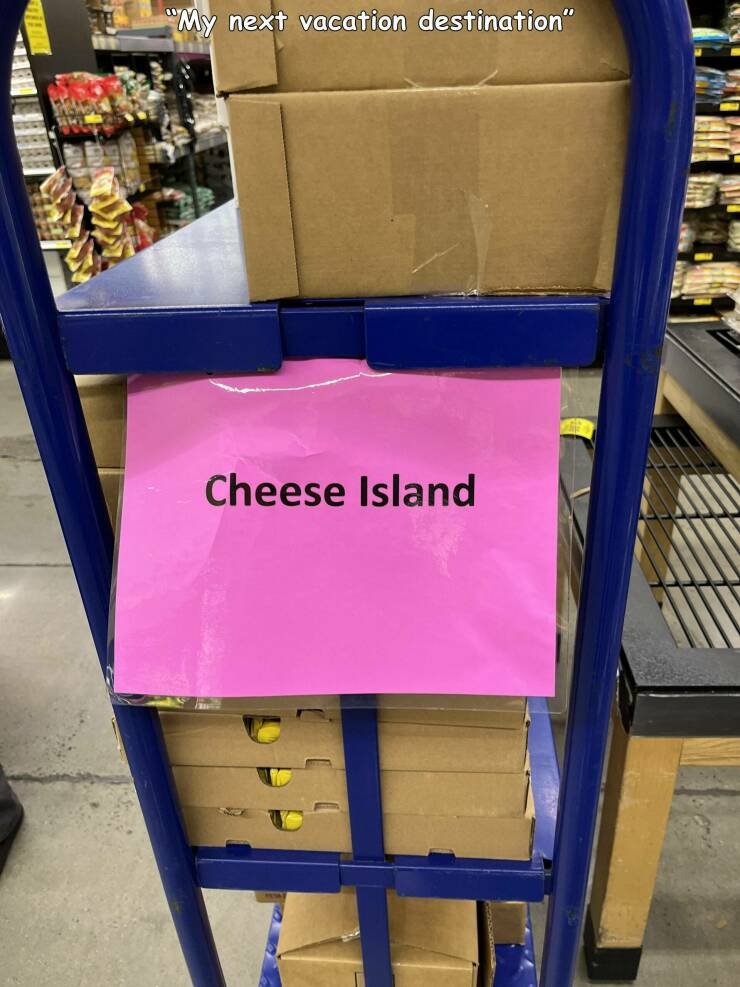 "My next vacation destination"
Cheese Island